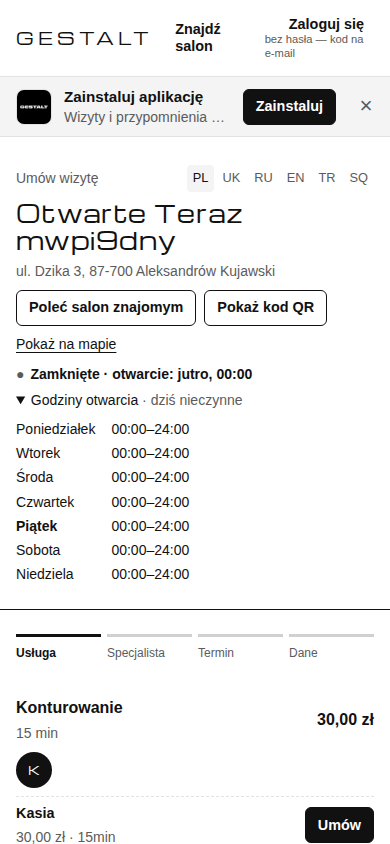 GESTALT
Znajdź salon
Zaloguj się
bez hasła — kod na e-mail
GESTALT
Zainstaluj aplikację
Wizyty i przypomnienia …
Zainstaluj
×
Umów wizytę
PL UK RU EN TR SQ
Otwarte Teraz
mwpi9dny
ul. Dzika 3, 87-700 Aleksandrów Kujawski
Poleć salon znajomym
Pokaż kod QR
Pokaż na mapie
● Zamknięte · otwarcie: jutro, 00:00
▼ Godziny otwarcia · dziś nieczynne
Poniedziałek 00:00–24:00
Wtorek 00:00–24:00
Środa 00:00–24:00
Czwartek 00:00–24:00
Piątek 00:00–24:00
Sobota 00:00–24:00
Niedziela 00:00–24:00
Usługa Specjalista Termin Dane
Konturowanie
30,00 zł
15 min
K
Kasia
30,00 zł · 15min
Umów